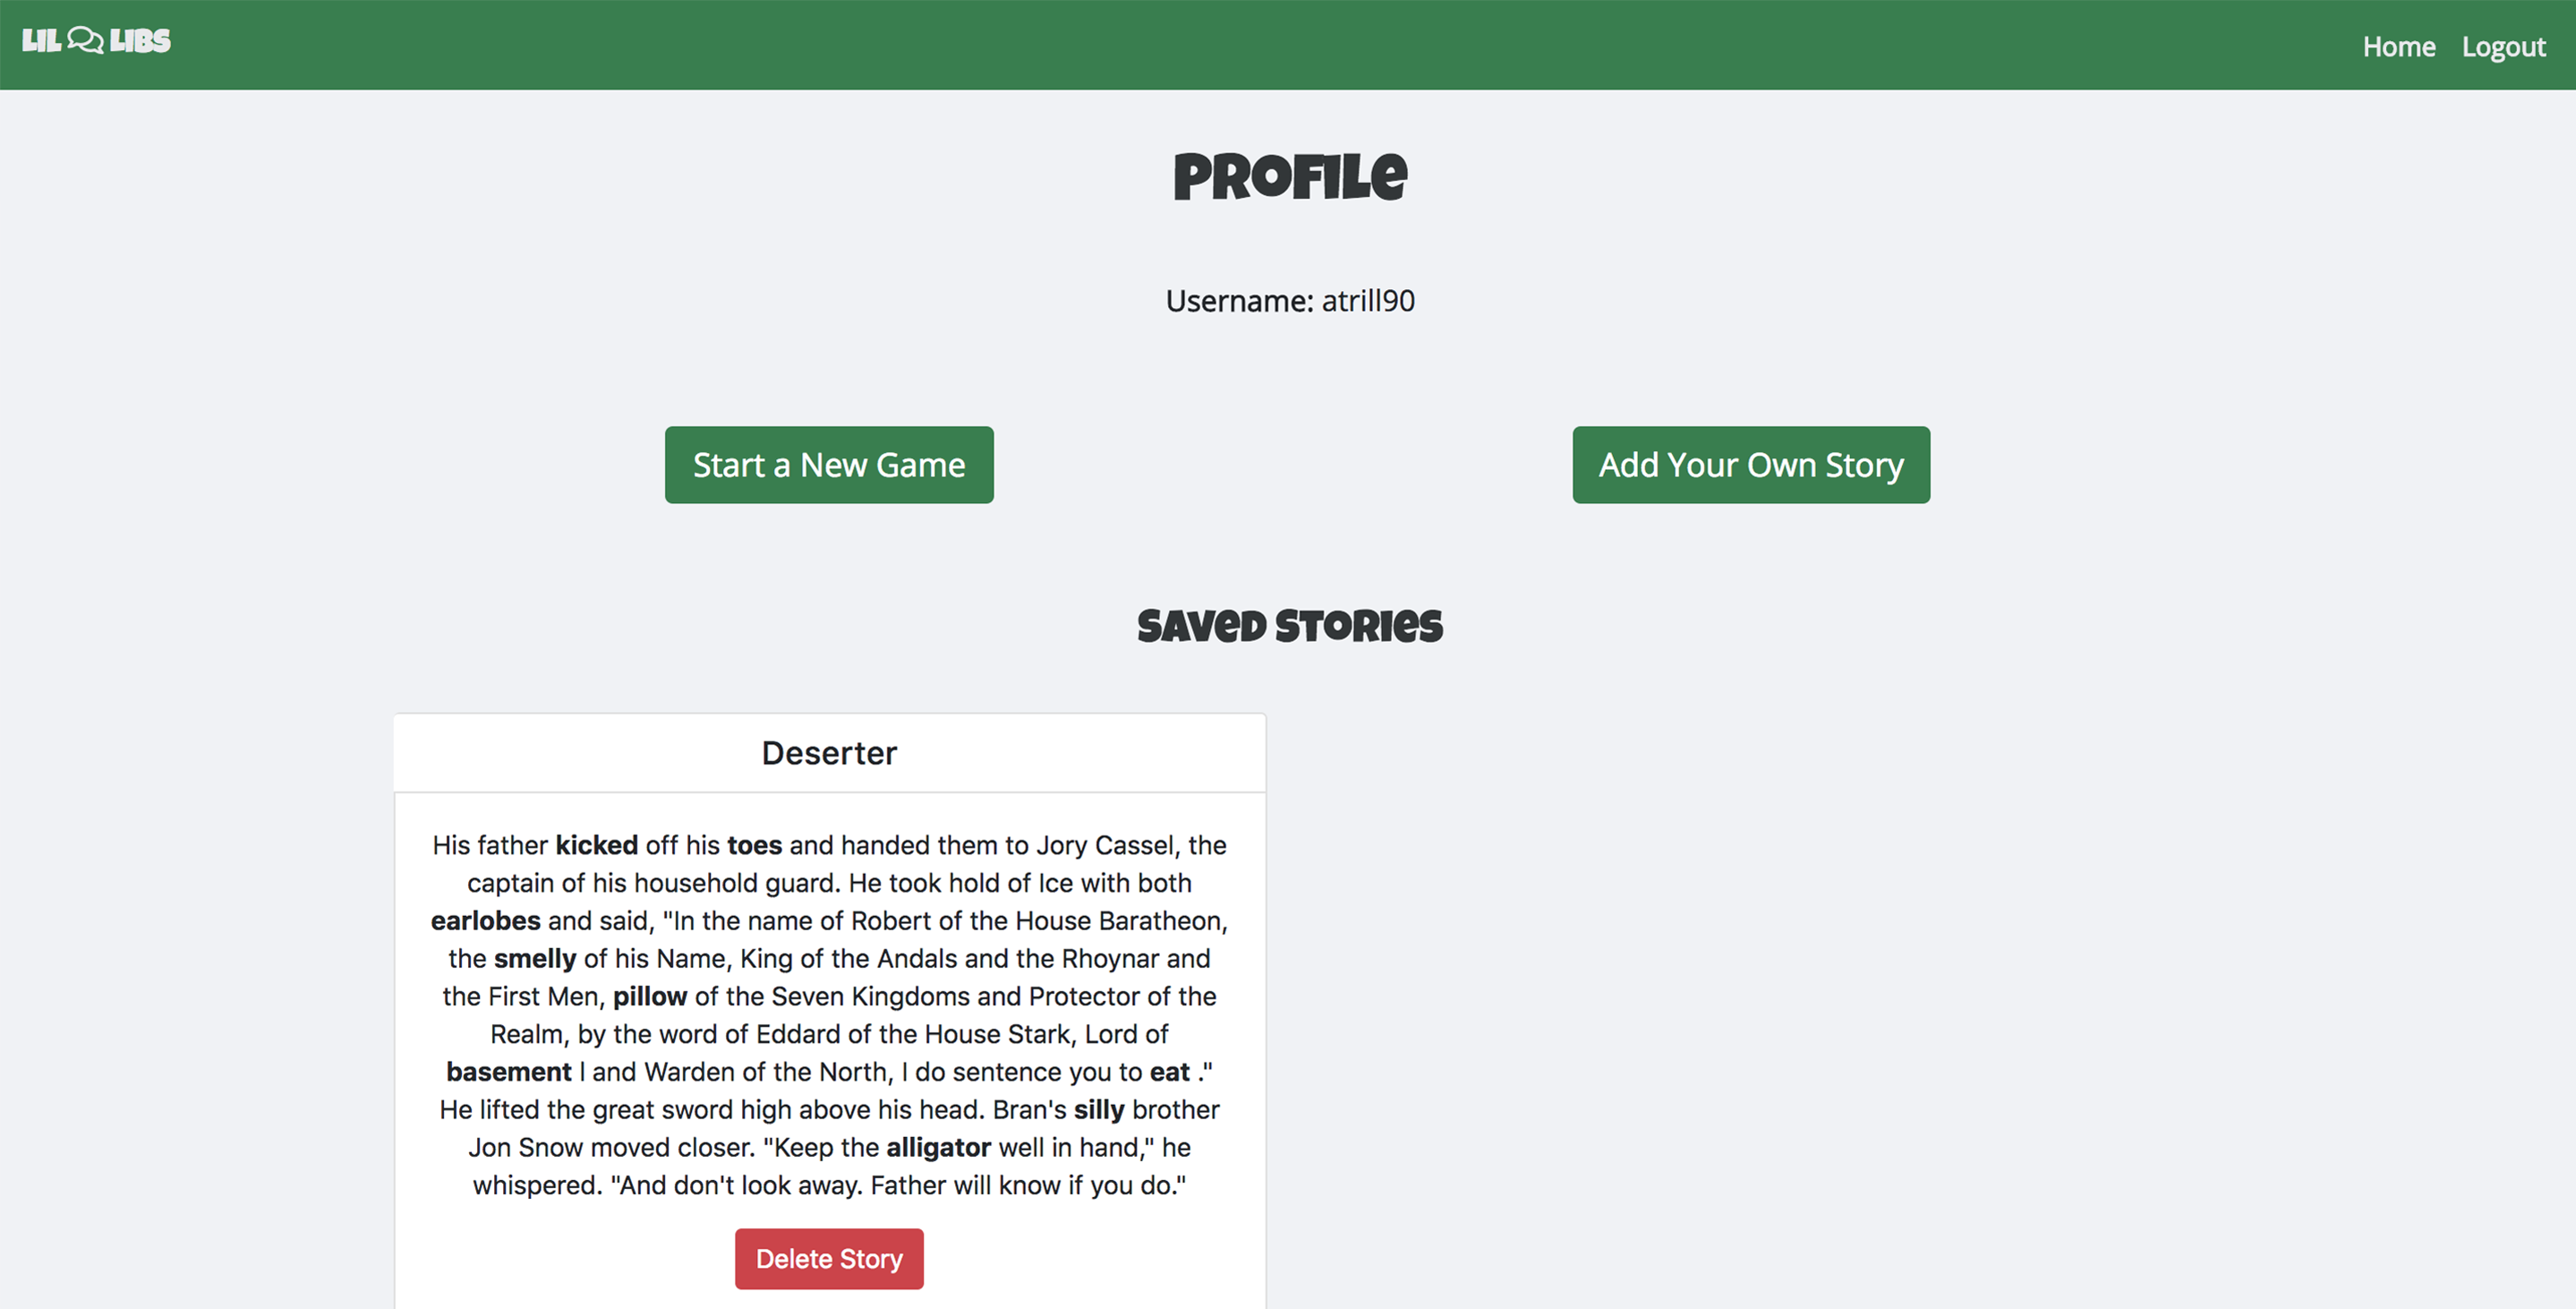 LIL LIBS
Home Logout
PROFILe
Username: atrill90
Start a New Game
Add Your Own Story
SAVeD STORIeS
Deserter
His father kicked off his toes and handed them to Jory Cassel, the
captain of his household guard. He took hold of Ice with both
earlobes and said, "In the name of Robert of the House Baratheon,
the smelly of his Name, King of the Andals and the Rhoynar and
the First Men, pillow of the Seven Kingdoms and Protector of the
Realm, by the word of Eddard of the House Stark, Lord of
basement l and Warden of the North, I do sentence you to eat ."
He lifted the great sword high above his head. Bran's silly brother
Jon Snow moved closer. "Keep the alligator well in hand," he
whispered. "And don't look away. Father will know if you do."
Delete Story